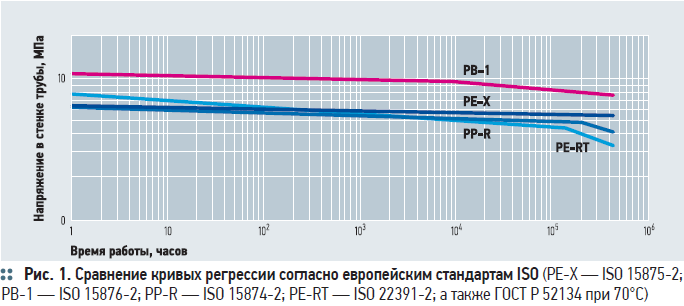 Напряжение в стенке трубы, МПа
10
0
PB-1
PE-X
PP-R
PE-RT
1 10 10² 10³ 10⁴ 10⁵ 10⁶
Время работы, часов
Рис. 1. Сравнение кривых регрессии согласно европейским стандартам ISO (PE-X — ISO 15875-2;
PB-1 — ISO 15876-2; PP-R — ISO 15874-2; PE-RT — ISO 22391-2; а также ГОСТ Р 52134 при 70°C)